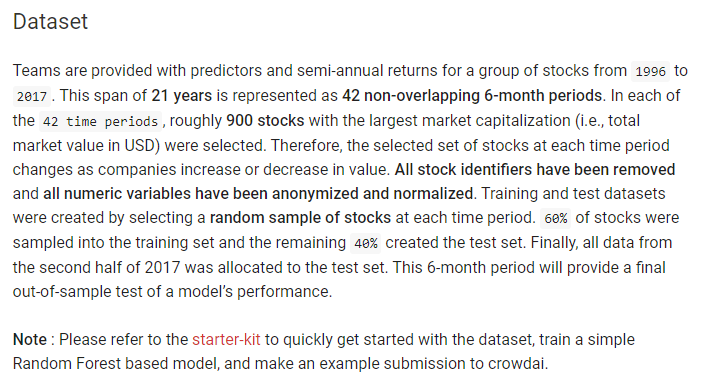 Dataset
Teams are provided with predictors and semi-annual returns for a group of stocks from 1996 to
2017 . This span of 21 years is represented as 42 non-overlapping 6-month periods. In each of
the 42 time periods , roughly 900 stocks with the largest market capitalization (i.e., total
market value in USD) were selected. Therefore, the selected set of stocks at each time period
changes as companies increase or decrease in value. All stock identifiers have been removed
and all numeric variables have been anonymized and normalized. Training and test datasets
were created by selecting a random sample of stocks at each time period. 60% of stocks were
sampled into the training set and the remaining 40% created the test set. Finally, all data from
the second half of 2017 was allocated to the test set. This 6-month period will provide a final
out-of-sample test of a model’s performance.
Note : Please refer to the starter-kit to quickly get started with the dataset, train a simple
Random Forest based model, and make an example submission to crowdai.